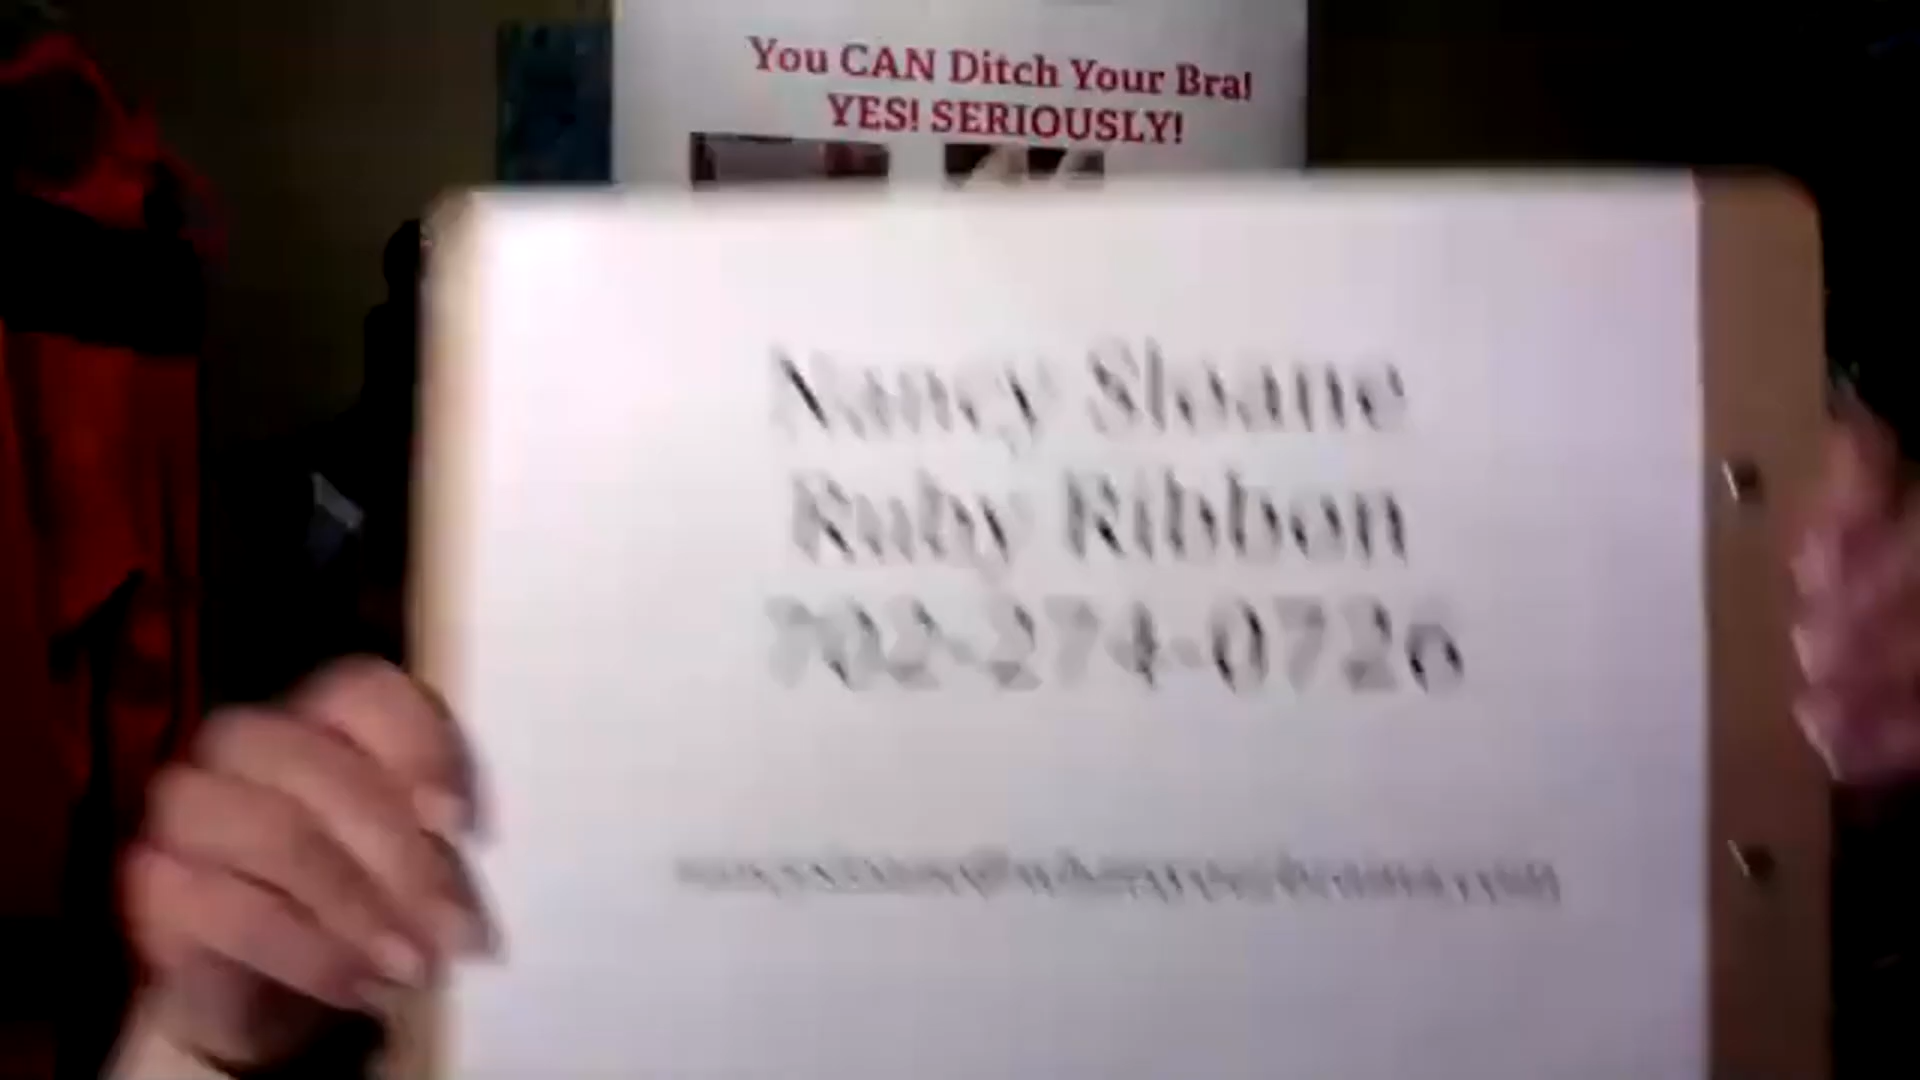 You CAN Ditch Your Bra!
YES! SERIOUSLY!
Nancy Sloane
Ruby Ribbon
702-274-0726